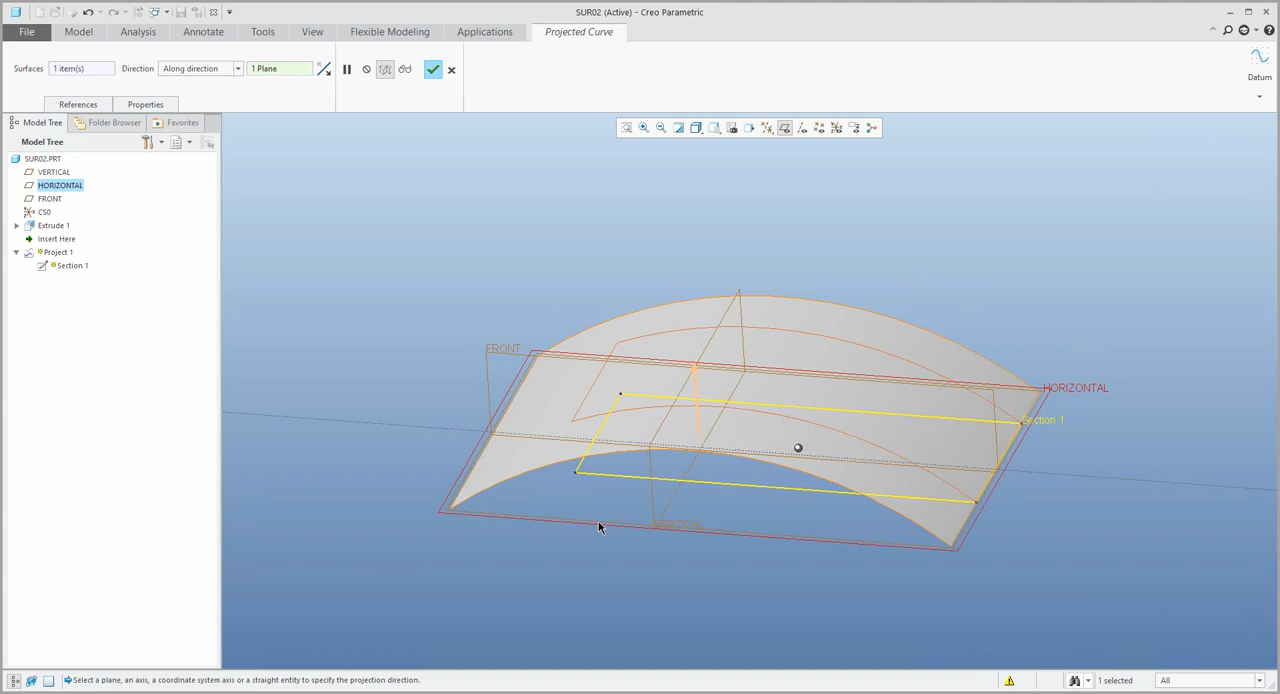 SUR02 (Active) - Creo Parametric
File Model Analysis Annotate Tools View Flexible Modeling Applications Projected Curve
Surfaces 1 item(s) Direction Along direction 1 Plane
Datum
References Properties
Model Tree Folder Browser Favorites
Model Tree
SUR02.PRT
VERTICAL
HORIZONTAL
FRONT
CS0
Extrude 1
Insert Here
Project 1
Section 1
FRONT
HORIZONTAL
Section 1
VERTICAL
Select a plane, an axis, a coordinate system axis or a straight entity to specify the projection direction.
1 selected All